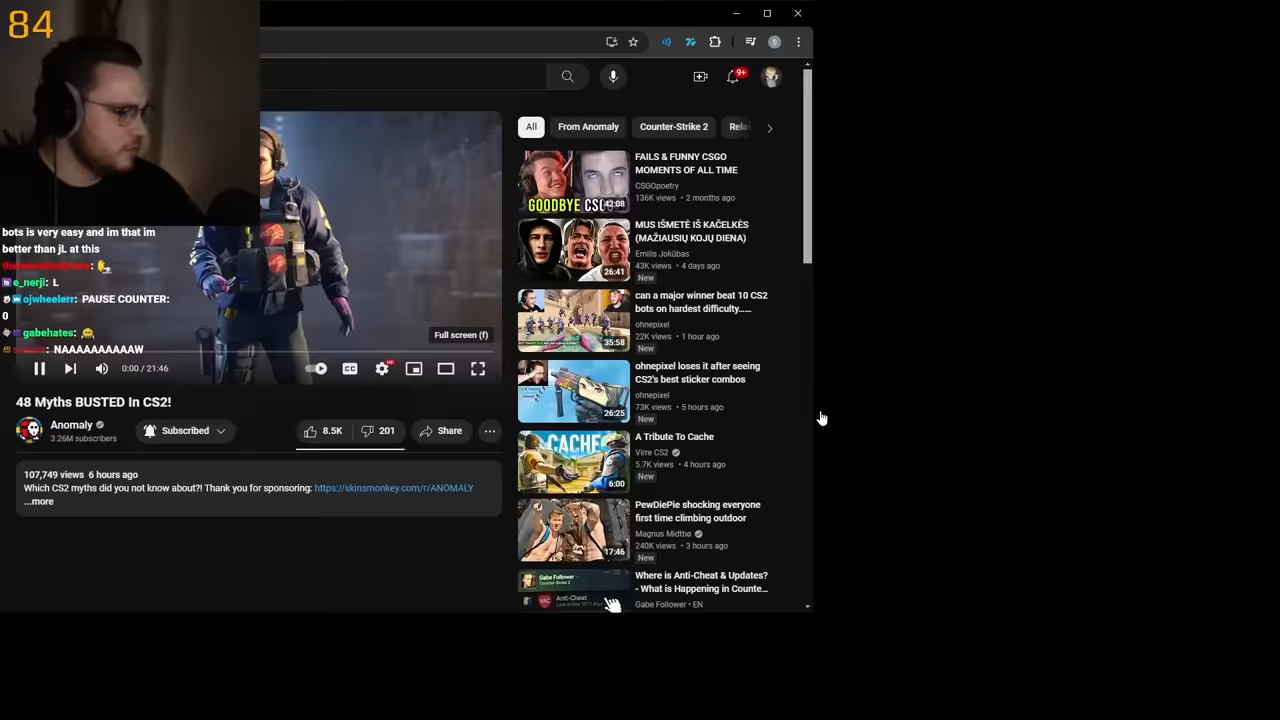 84
9+
All
From Anomaly
Counter-Strike 2
Rela
FAILS & FUNNY CSGO
MOMENTS OF ALL TIME
CSGOpoetry
136K views • 2 months ago
GOODBYE
42:08
MUS IŠMETĖ IŠ KAČELKĖS
(MAŽIAUSIŲ KOJŲ DIENA)
Emilis Jokūbas
43K views • 4 days ago
New
26:41
can a major winner beat 10 CS2
bots on hardest difficulty......
ohnepixel
22K views • 1 hour ago
New
35:58
ohnepixel loses it after seeing
CS2's best sticker combos
ohnepixel
73K views • 5 hours ago
New
26:25
A Tribute To Cache
Virre CS2
5.7K views • 4 hours ago
New
CACHE
6:00
PewDiePie shocking everyone
first time climbing outdoor
Magnus Midtbø
240K views • 3 hours ago
New
17:46
Where is Anti-Cheat & Updates?
- What is Happening in Counte...
Gabe Follower • EN
Gabe Follower
Counter-Strike 2
Anti-Cheat
VAC
bots is very easy and im that im
better than jL at this
e_nerji: L
ojwheelerr: PAUSE COUNTER:
0
gabehates:
NAAAAAAAAAW
Full screen (f)
0:00 / 21:46
CC
HD
48 Myths BUSTED In CS2!
Anomaly
3.26M subscribers
Subscribed
8.5K
201
Share
107,749 views 6 hours ago
Which CS2 myths did you not know about?! Thank you for sponsoring: https://skinsmonkey.com/r/ANOMALY
...more